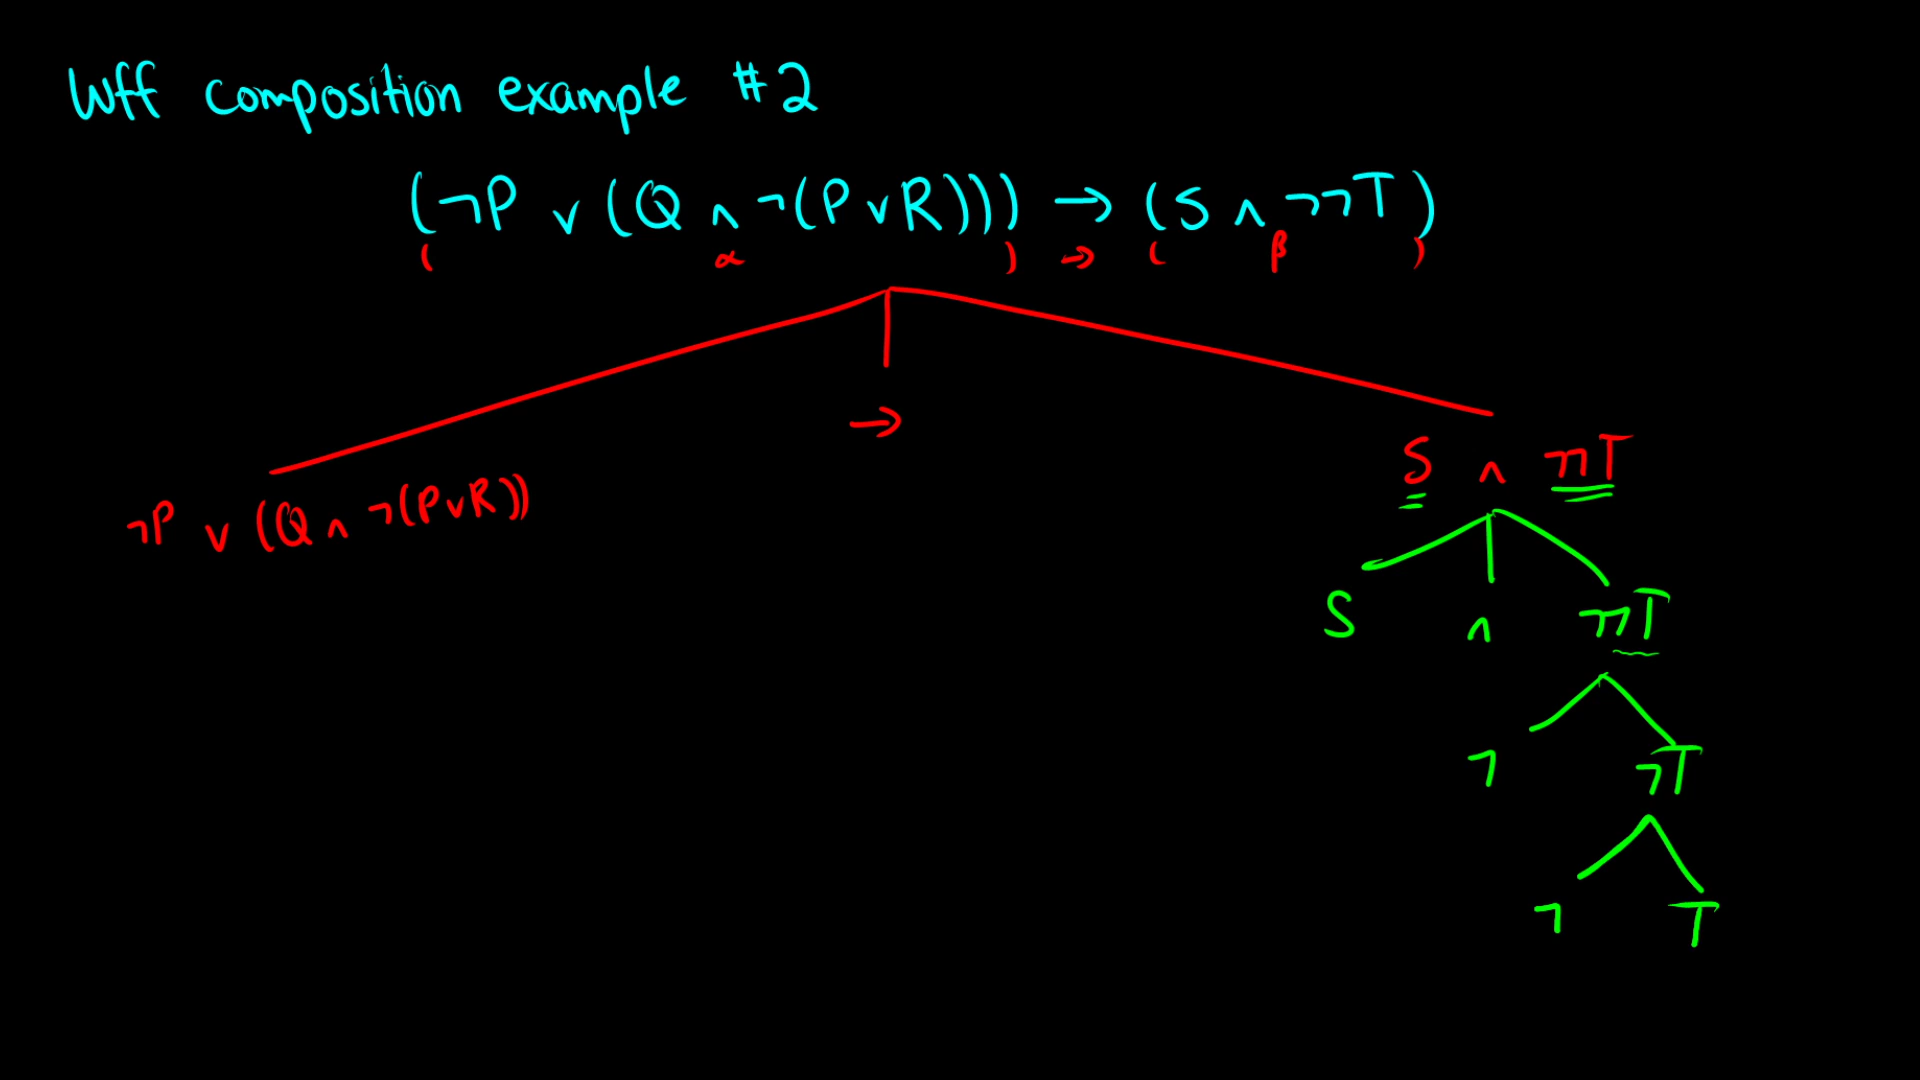 Wff composition example #2
(¬P ∨ (Q ∧ ¬(P ∨ R))) → (S ∧ ¬¬T)
( α ) → ( β )
→
S ∧ ¬¬T
¬P ∨ (Q ∧ ¬(P ∨ R))
S ∧ ¬¬T
¬ ¬T
¬ T